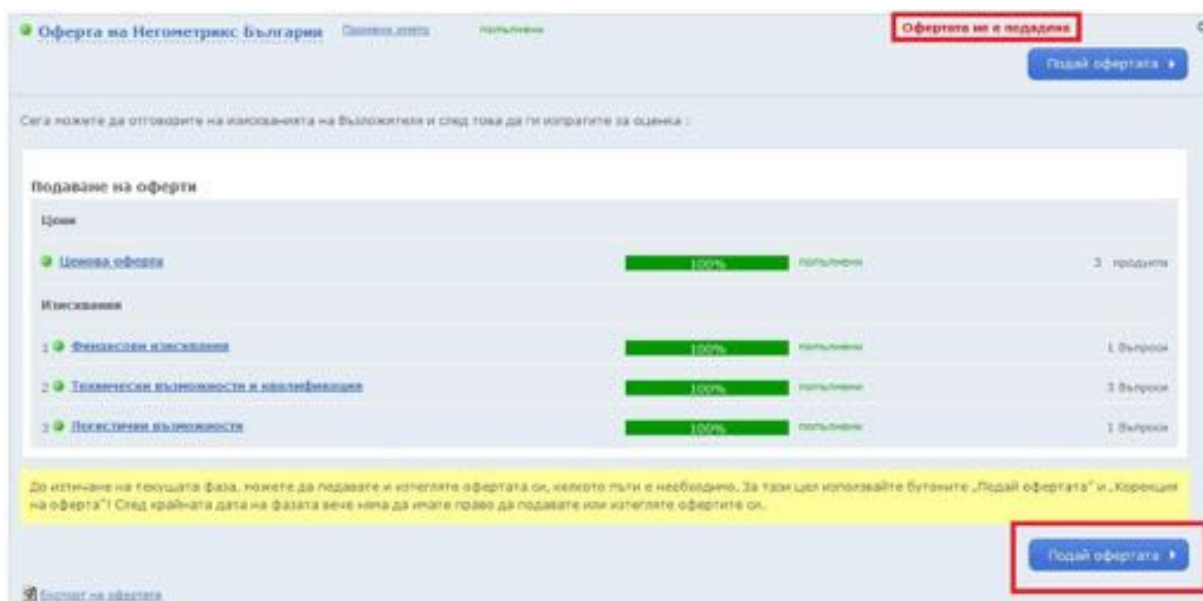 Оферта на Негометрикс България Промени името попълнена Офертата не е подадена
Подай офертата
Сега можете да отговорите на изискванията на Възложителя и след това да ги изпратите за оценка :
Подаване на оферти
Цени
Ценова оферта 100% попълнени 3 продукти
Изисквания
1 Финансови изисквания 100% попълнени 1 Въпроси
2 Технически възможности и квалификация 100% попълнени 3 Въпроси
3 Логистични възможности 100% попълнени 1 Въпроси
До изтичане на текущата фаза, можете да подавате и изтегляте офертата си, колкото пъти е необходимо. За тази цел използвайте бутоните „Подай офертата" и „Корекция
на оферта"! След крайната дата на фазата вече няма да имате право да подавате или изтегляте офертите си.
Подай офертата
Експорт на офертата